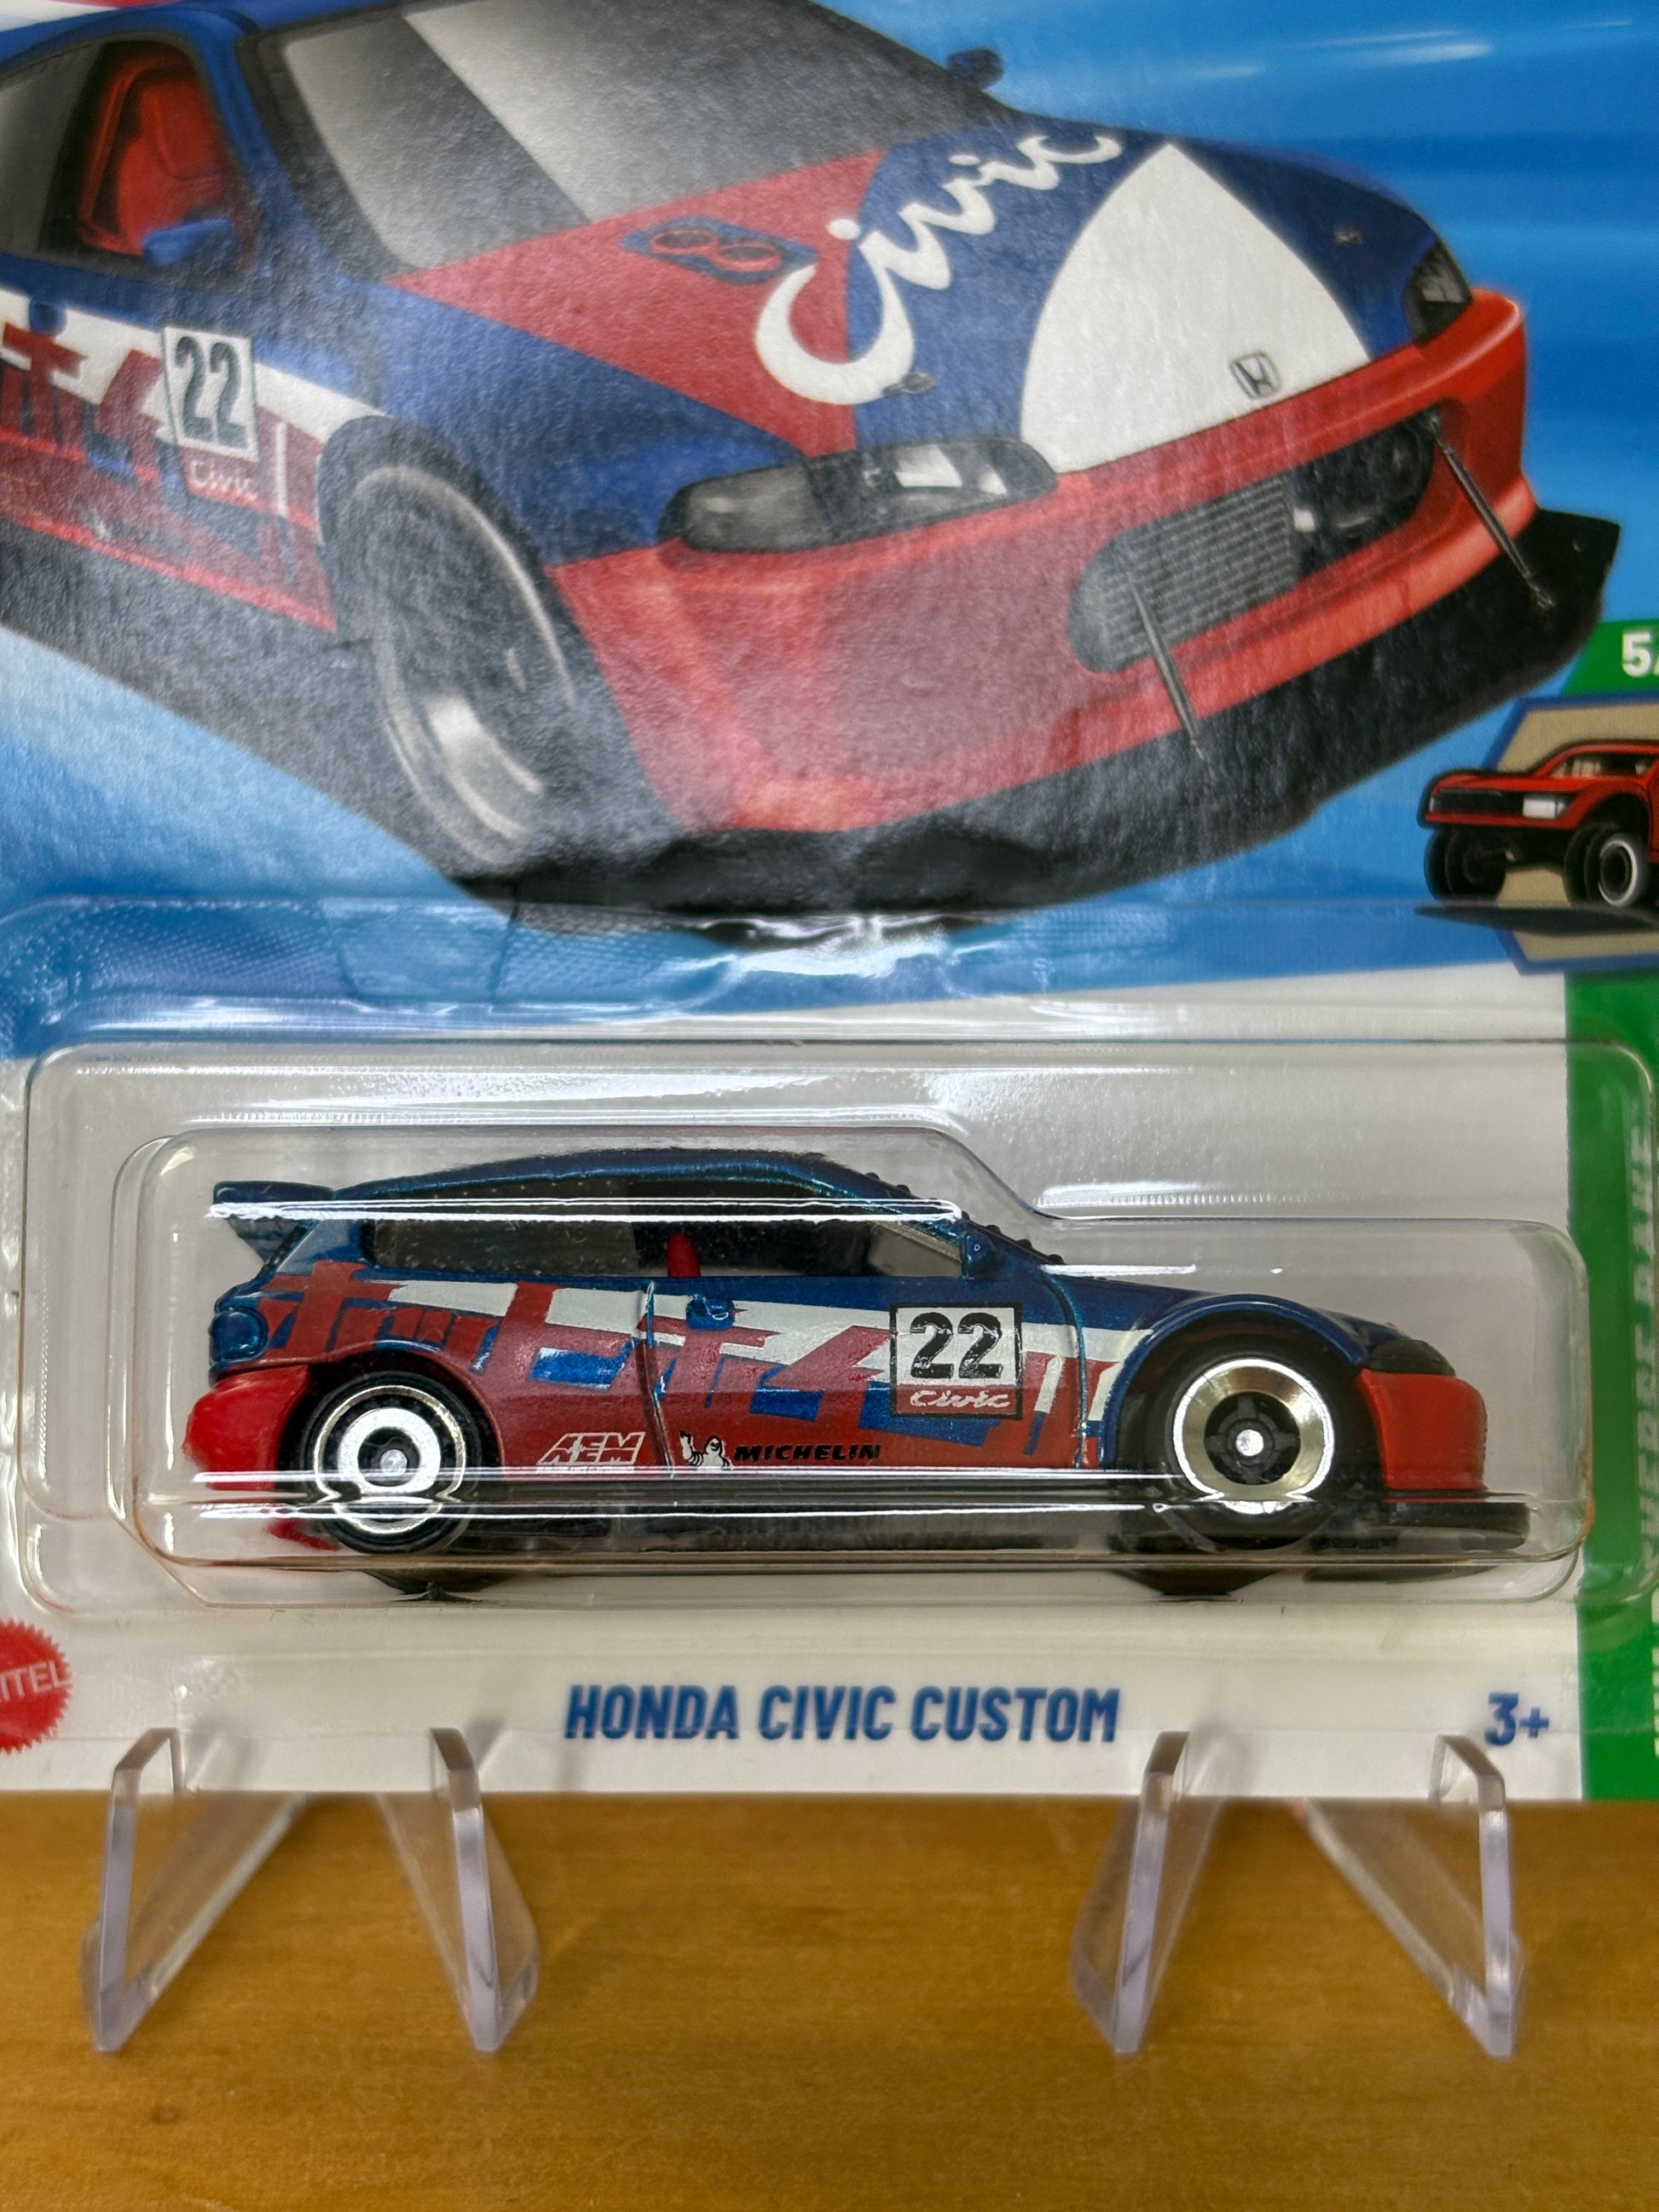 Civic
22
Civic
5/
22
Civic
AEM
MICHELIN
HONDA CIVIC CUSTOM
3+